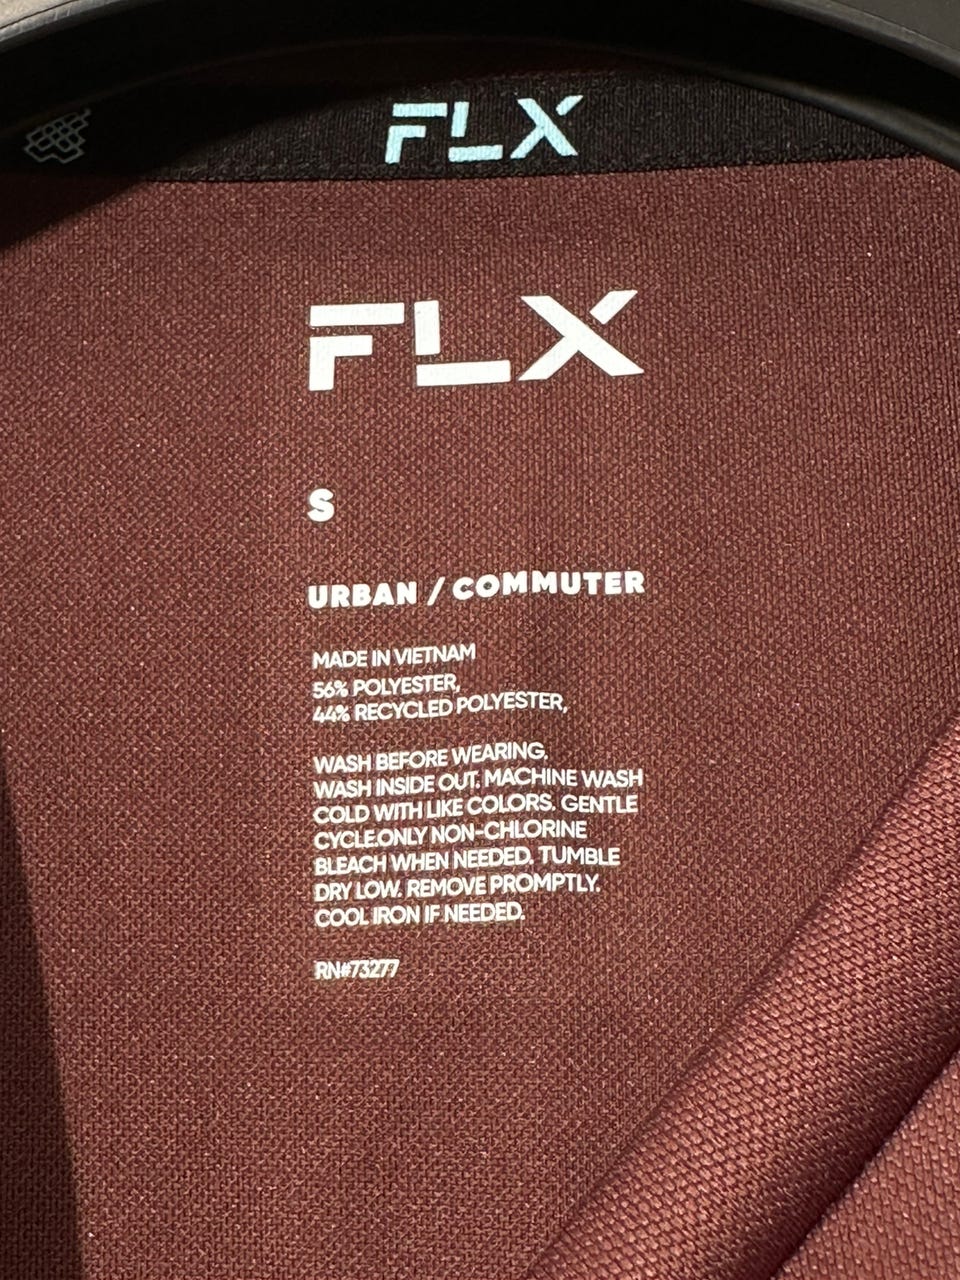 FLX
FLX
S
URBAN / COMMUTER
MADE IN VIETNAM
56% POLYESTER,
44% RECYCLED POLYESTER,
WASH BEFORE WEARING.
WASH INSIDE OUT. MACHINE WASH
COLD WITH LIKE COLORS. GENTLE
CYCLE.ONLY NON-CHLORINE
BLEACH WHEN NEEDED. TUMBLE
DRY LOW. REMOVE PROMPTLY.
COOL IRON IF NEEDED.
RN#73277